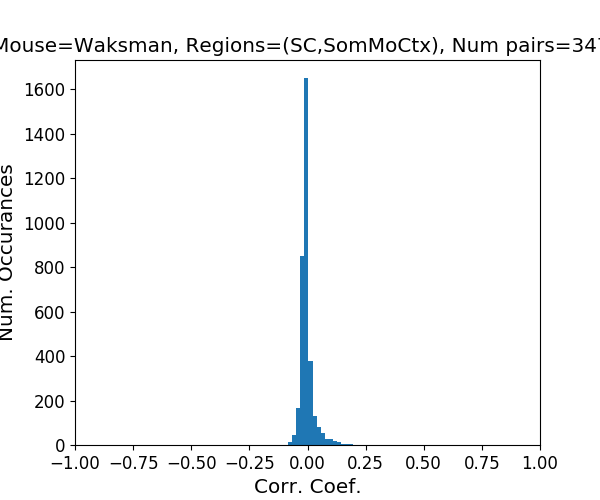 Mouse=Waksman, Regions=(SC,SomMoCtx), Num pairs=347
Num. Occurances
1600
1400
1200
1000
800
600
400
200
0
−1.00 −0.75 −0.50 −0.25 0.00 0.25 0.50 0.75 1.00
Corr. Coef.